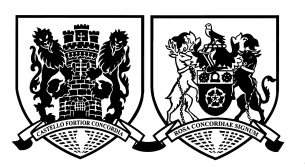 CASTELLO FORTIOR CONCORDIA
ROSA CONCORDIAE SIGNUM